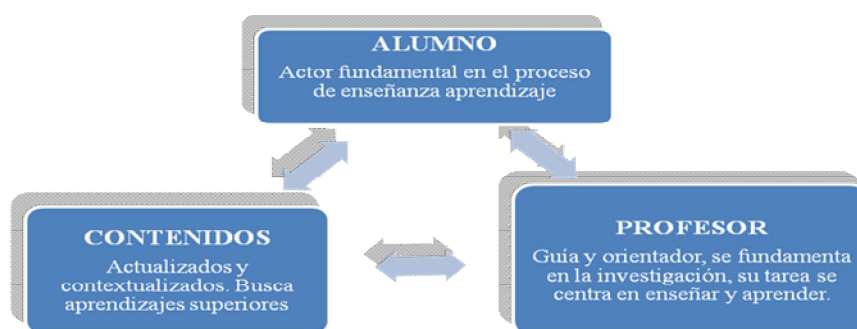 ALUMNO
Actor fundamental en el proceso
de enseñanza aprendizaje
CONTENIDOS
Actualizados y
contextualizados. Busca
aprendizajes superiores
PROFESOR
Guía y orientador, se fundamenta
en la investigación, su tarea se
centra en enseñar y aprender.